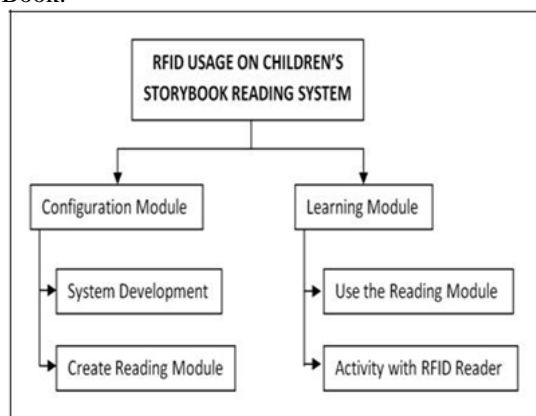 Book.
RFID USAGE ON CHILDREN'S
STORYBOOK READING SYSTEM
Configuration Module
Learning Module
System Development
Use the Reading Module
Create Reading Module
Activity with RFID Reader